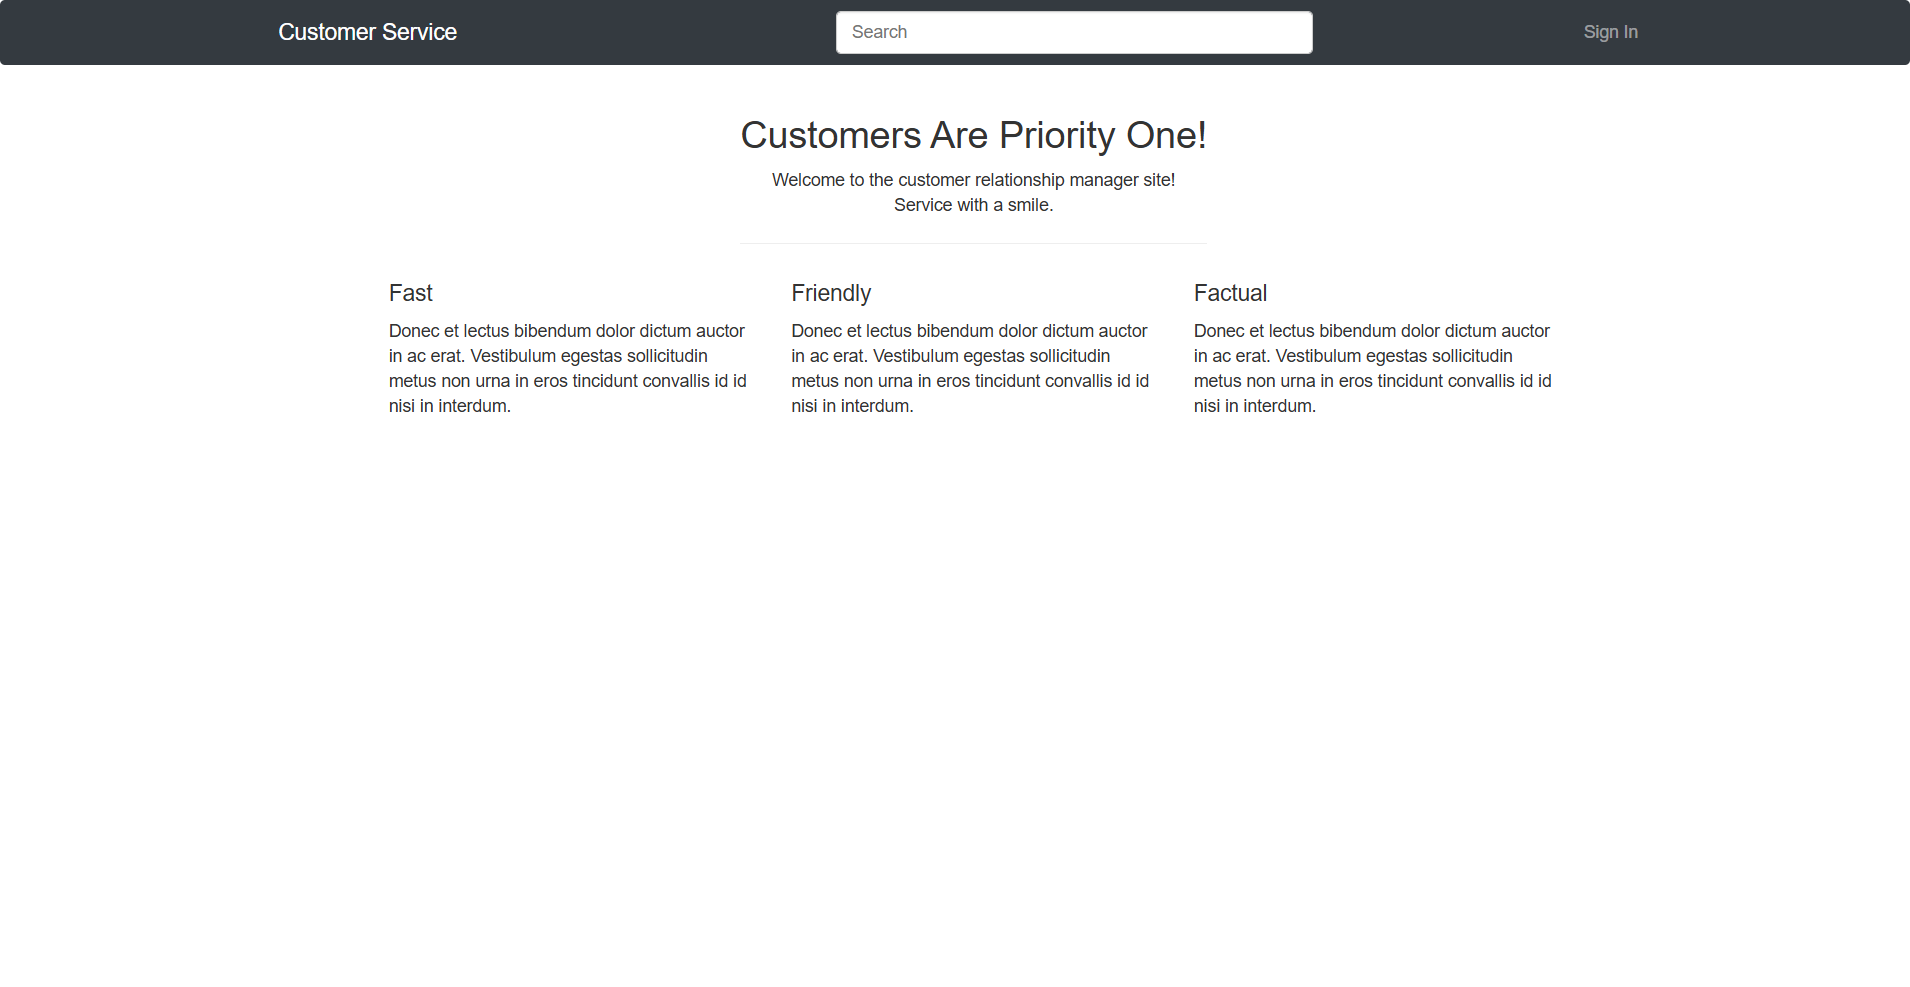 Customer Service
Search
Sign In
Customers Are Priority One!
Welcome to the customer relationship manager site!
Service with a smile.
Fast
Donec et lectus bibendum dolor dictum auctor
in ac erat. Vestibulum egestas sollicitudin
metus non urna in eros tincidunt convallis id id
nisi in interdum.
Friendly
Donec et lectus bibendum dolor dictum auctor
in ac erat. Vestibulum egestas sollicitudin
metus non urna in eros tincidunt convallis id id
nisi in interdum.
Factual
Donec et lectus bibendum dolor dictum auctor
in ac erat. Vestibulum egestas sollicitudin
metus non urna in eros tincidunt convallis id id
nisi in interdum.